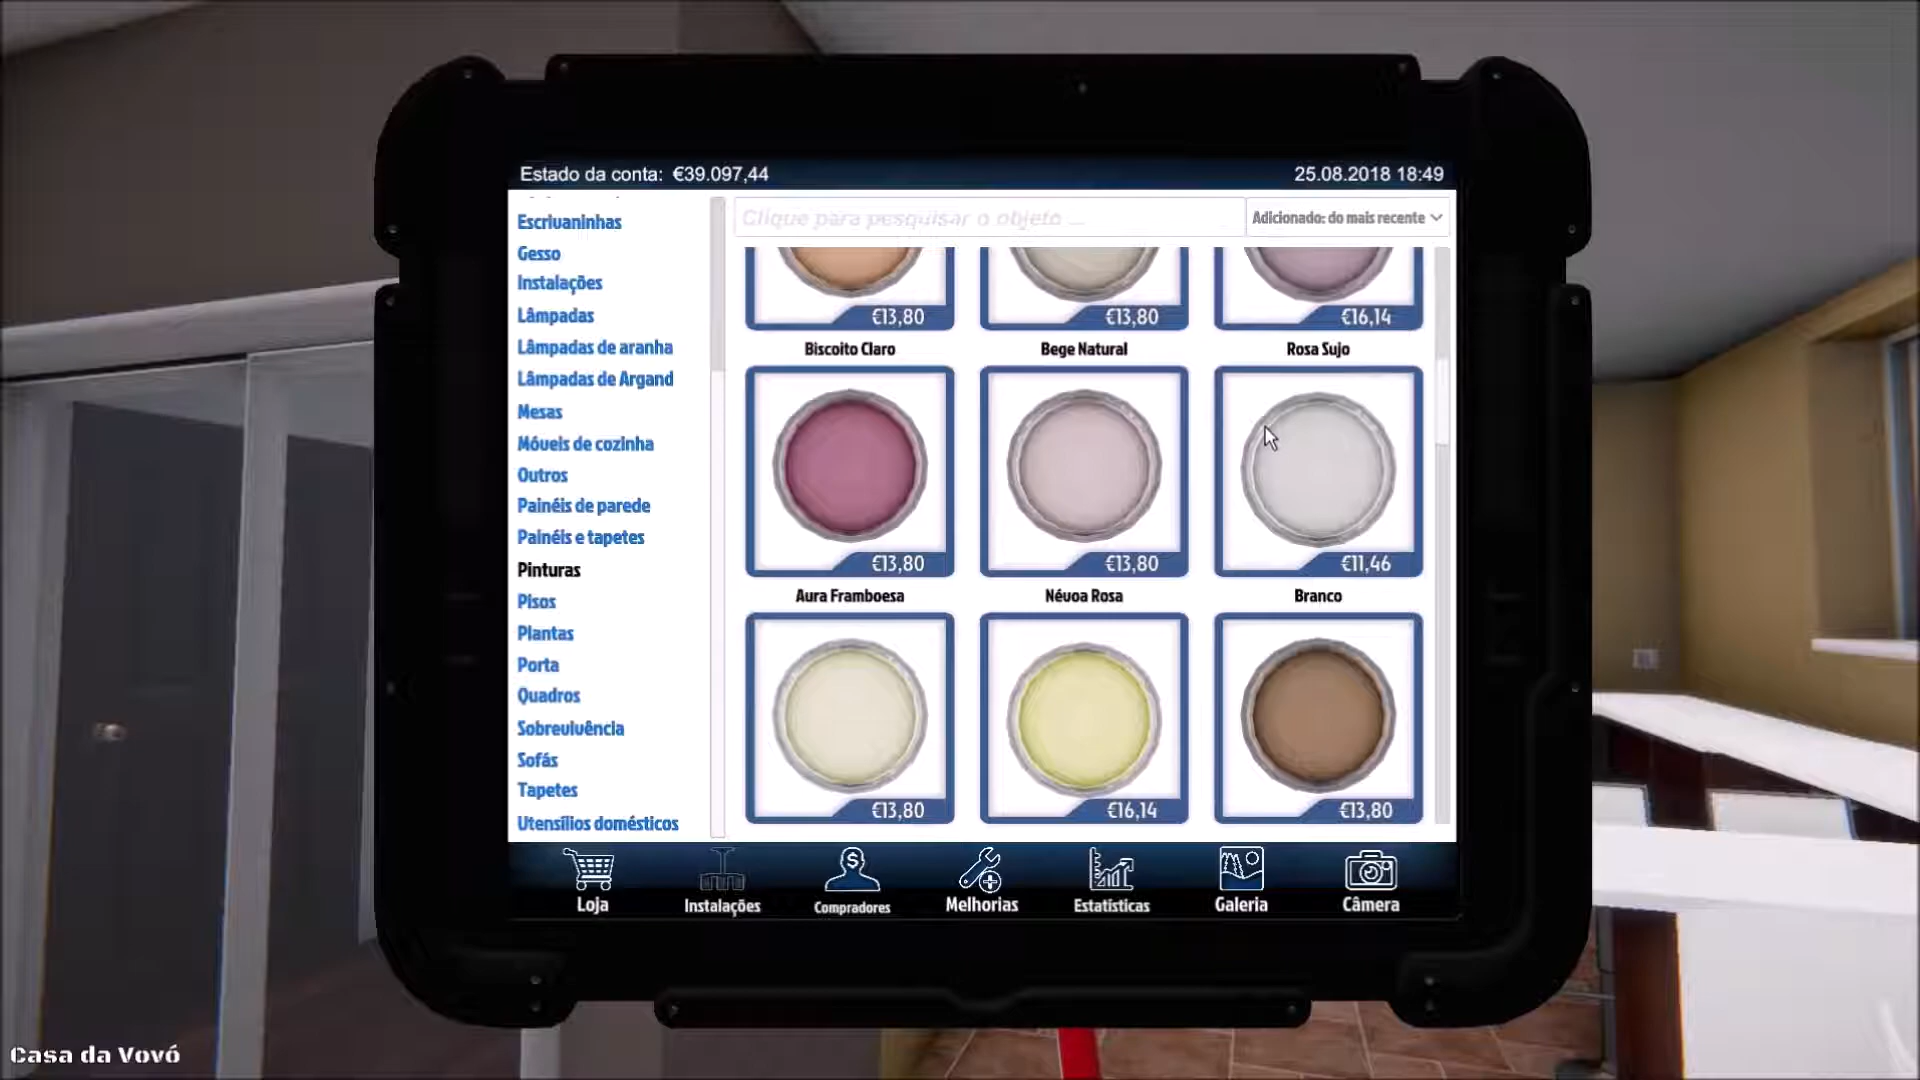 Estado da conta: €39.097,44
25.08.2018 18:49
Escrivaninhas
Gesso
Instalações
Lâmpadas
Lâmpadas de aranha
Lâmpadas de Argand
Mesas
Móveis de cozinha
Outros
Painéis de parede
Painéis e tapetes
Pinturas
Pisos
Plantas
Porta
Quadros
Sobrevivência
Sofás
Tapetes
Utensílios domésticos
Clique para pesquisar o objeto ...
Adicionado: do mais recente
€13,80
€13,80
€16,14
Biscoito Claro
Bege Natural
Rosa Sujo
€13,80
€13,80
€11,46
Aura Framboesa
Névoa Rosa
Branco
€13,80
€16,14
€13,80
Loja
Instalações
Compradores
Melhorias
Estatísticas
Galeria
Câmera
Casa da Vovó